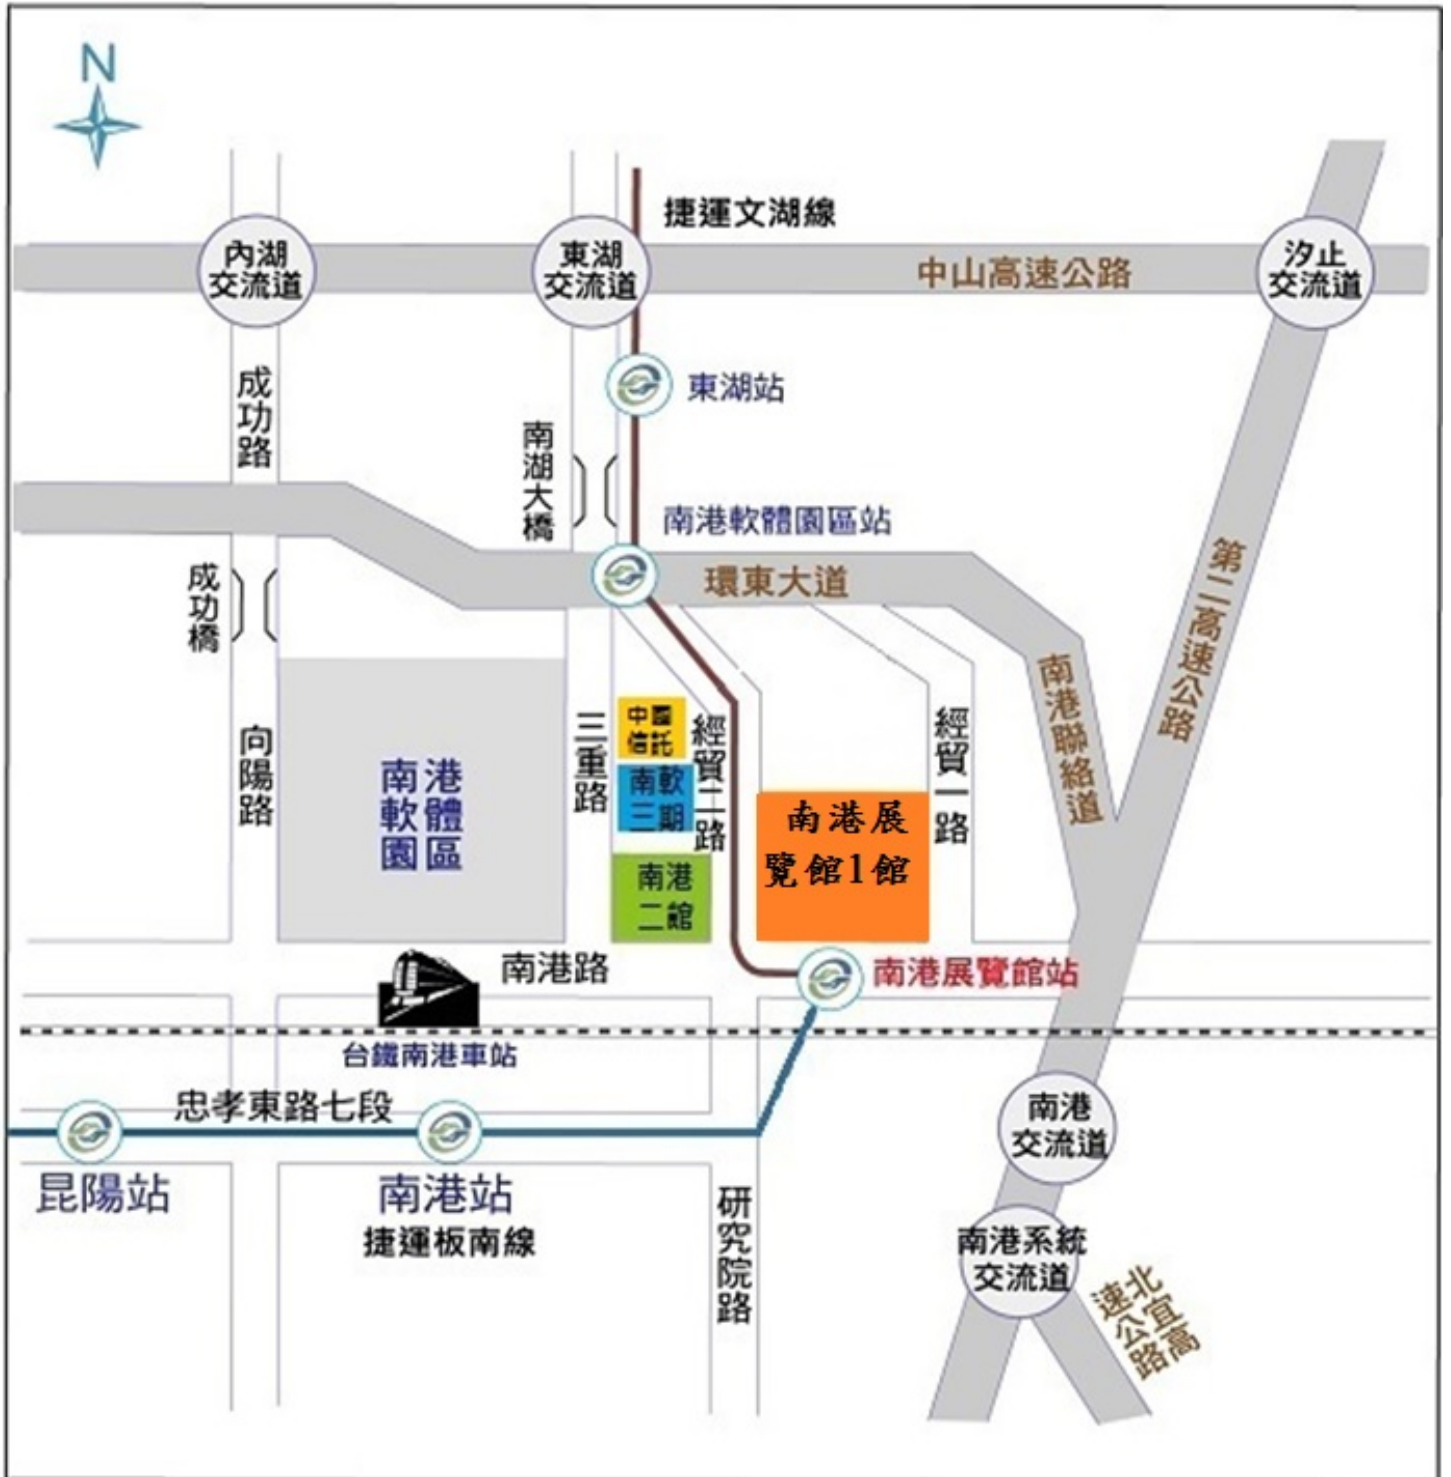 N
捷運文湖線
內湖
交流道
東湖
交流道
中山高速公路
汐止
交流道
成功路
東湖站
南湖大橋
南港軟體園區站
環東大道
第二高速公路
成功橋
南港聯絡道
向陽路
南港
軟體
園區
三重路
中國
信託
南軟
三期
南港
二館
經貿二路
南港展
覽館1館
經貿一路
南港路
南港展覽館站
台鐵南港車站
忠孝東路七段
昆陽站
南港站
捷運板南線
研究院路
南港
交流道
南港系統
交流道
北宜高
速公路